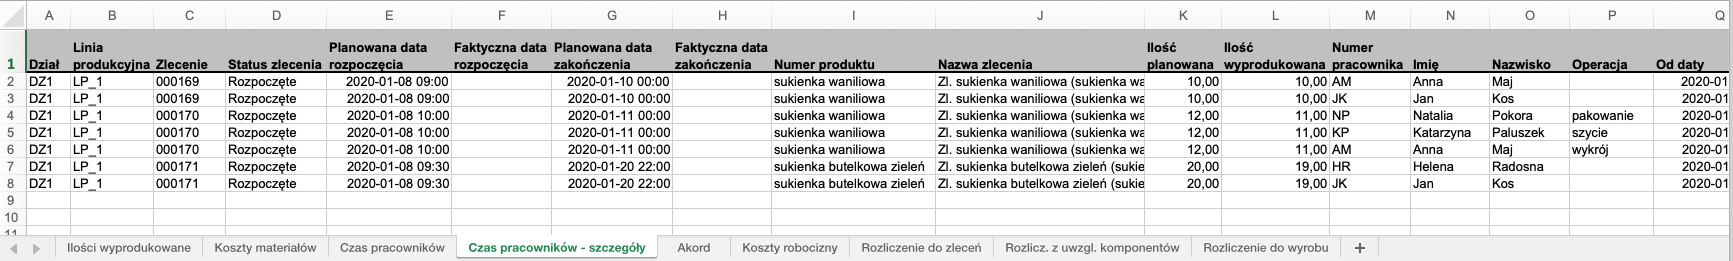 A B C D E F G H I J K L M N O P Q
1 Dział Linia produkcyjna Zlecenie Status zlecenia Planowana data rozpoczęcia Faktyczna data rozpoczęcia Planowana data zakończenia Faktyczna data zakończenia Numer produktu Nazwa zlecenia Ilość planowana Ilość wyprodukowana Numer pracownika Imię Nazwisko Operacja Od daty
2 DZ1 LP_1 000169 Rozpoczęte 2020-01-08 09:00 2020-01-10 00:00 sukienka waniliowa Zl. sukienka waniliowa (sukienka wa 10,00 10,00 AM Anna Maj 2020-01
3 DZ1 LP_1 000169 Rozpoczęte 2020-01-08 09:00 2020-01-10 00:00 sukienka waniliowa Zl. sukienka waniliowa (sukienka wa 10,00 10,00 JK Jan Kos 2020-01
4 DZ1 LP_1 000170 Rozpoczęte 2020-01-08 10:00 2020-01-11 00:00 sukienka waniliowa Zl. sukienka waniliowa (sukienka wa 12,00 11,00 NP Natalia Pokora pakowanie 2020-01
5 DZ1 LP_1 000170 Rozpoczęte 2020-01-08 10:00 2020-01-11 00:00 sukienka waniliowa Zl. sukienka waniliowa (sukienka wa 12,00 11,00 KP Katarzyna Paluszek szycie 2020-01
6 DZ1 LP_1 000170 Rozpoczęte 2020-01-08 10:00 2020-01-11 00:00 sukienka waniliowa Zl. sukienka waniliowa (sukienka wa 12,00 11,00 AM Anna Maj wykrój 2020-01
7 DZ1 LP_1 000171 Rozpoczęte 2020-01-08 09:30 2020-01-20 22:00 sukienka butelkowa zieleń Zl. sukienka butelkowa zieleń (sukie 20,00 19,00 HR Helena Radosna 2020-01
8 DZ1 LP_1 000171 Rozpoczęte 2020-01-08 09:30 2020-01-20 22:00 sukienka butelkowa zieleń Zl. sukienka butelkowa zieleń (sukie 20,00 19,00 JK Jan Kos 2020-01
9
10
11
Ilości wyprodukowane Koszty materiałów Czas pracowników Czas pracowników - szczegóły Akord Koszty robocizny Rozliczenie do zleceń Rozlicz. z uwzgl. komponentów Rozliczenie do wyrobu +